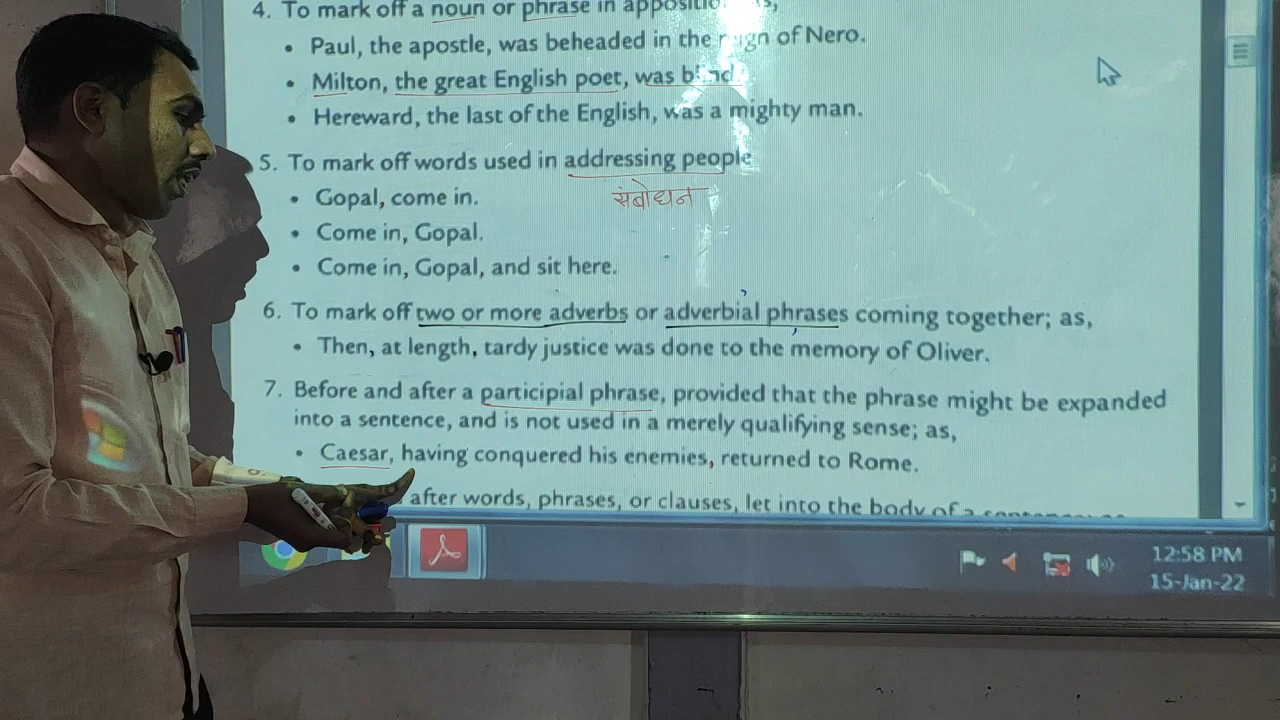 4. To mark off a noun or phrase in
• Paul, the apostle, was beheaded in the reign of Nero.
• Milton, the great English poet, was blind.
• Hereward, the last of the English, was a mighty man.
5. To mark off words used in addressing people
• Gopal, come in.
संबोधन
• Come in, Gopal.
• Come in, Gopal, and sit here.
6. To mark off two or more adverbs or adverbial phrases coming together; as,
• Then, at length, tardy justice was done to the memory of Oliver.
7. Before and after a participial phrase, provided that the phrase might be expanded
into a sentence, and is not used in a merely qualifying sense; as,
• Caesar, having conquered his enemies, returned to Rome.
after words, phrases, or clauses, let into the body of a
12:58 PM
15-Jan-22